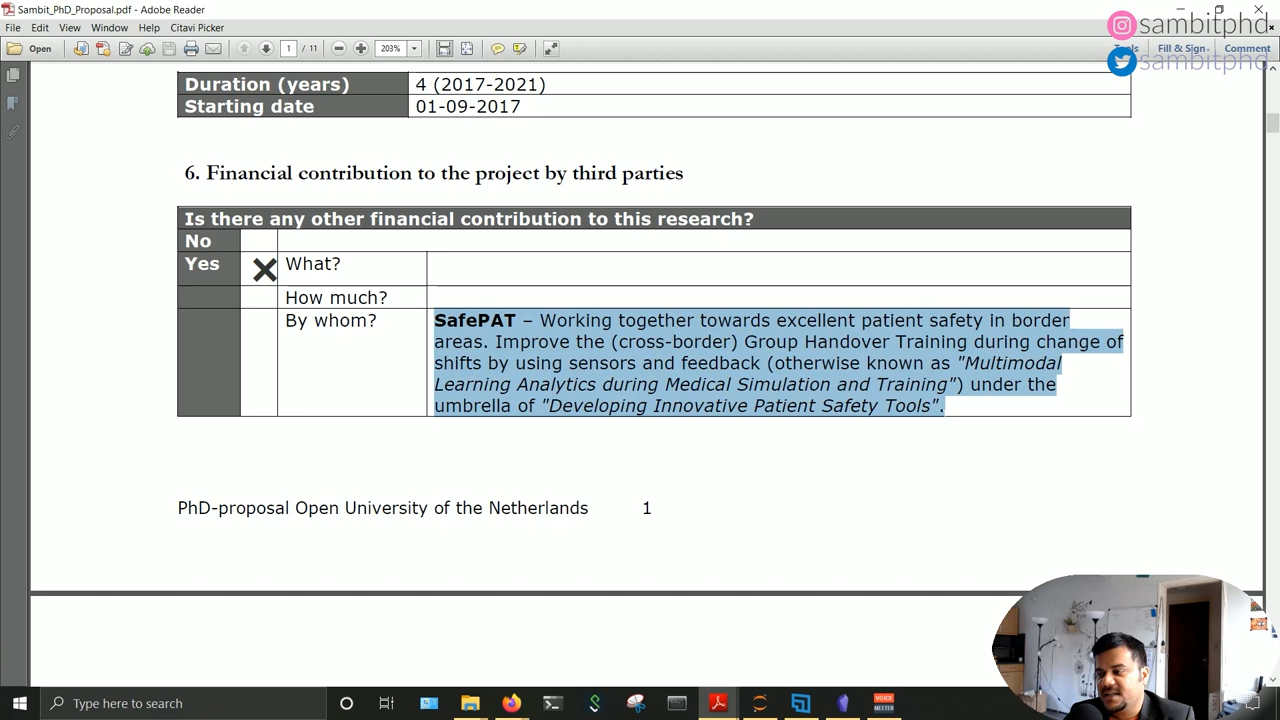 Sambit_PhD_Proposal.pdf - Adobe Reader
File Edit View Window Help Citavi Picker
sambitphd
Open 1 / 11 203% Tools Fill & Sign Comment
sambitphd
Duration (years) 4 (2017-2021)
Starting date 01-09-2017
6. Financial contribution to the project by third parties
Is there any other financial contribution to this research?
No
Yes What?
How much?
By whom? SafePAT – Working together towards excellent patient safety in border
areas. Improve the (cross-border) Group Handover Training during change of
shifts by using sensors and feedback (otherwise known as "Multimodal
Learning Analytics during Medical Simulation and Training") under the
umbrella of "Developing Innovative Patient Safety Tools".
PhD-proposal Open University of the Netherlands 1
Type here to search
VOICE
MEETER